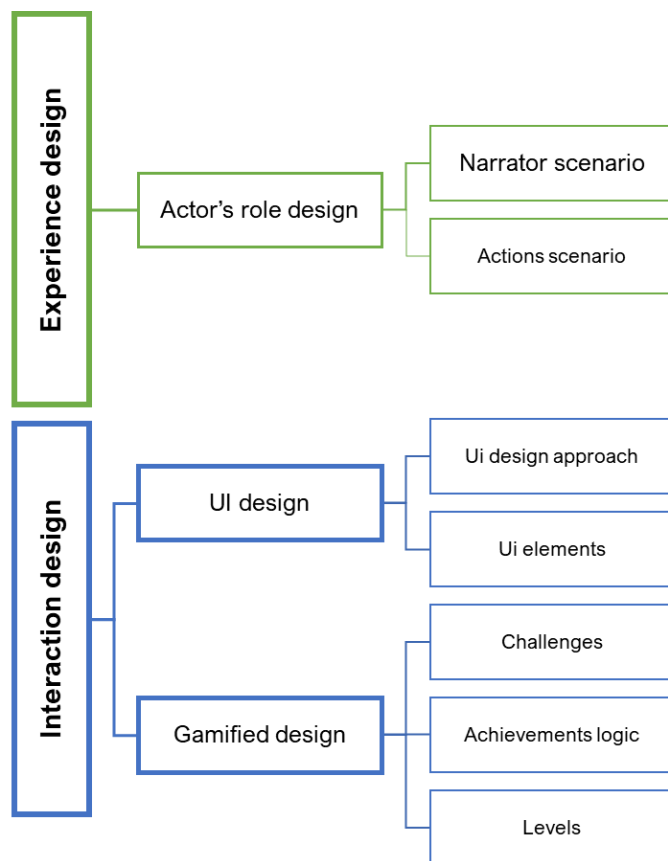 Experience design
Actor's role design
Narrator scenario
Actions scenario
Interaction design
UI design
Ui design approach
Ui elements
Gamified design
Challenges
Achievements logic
Levels